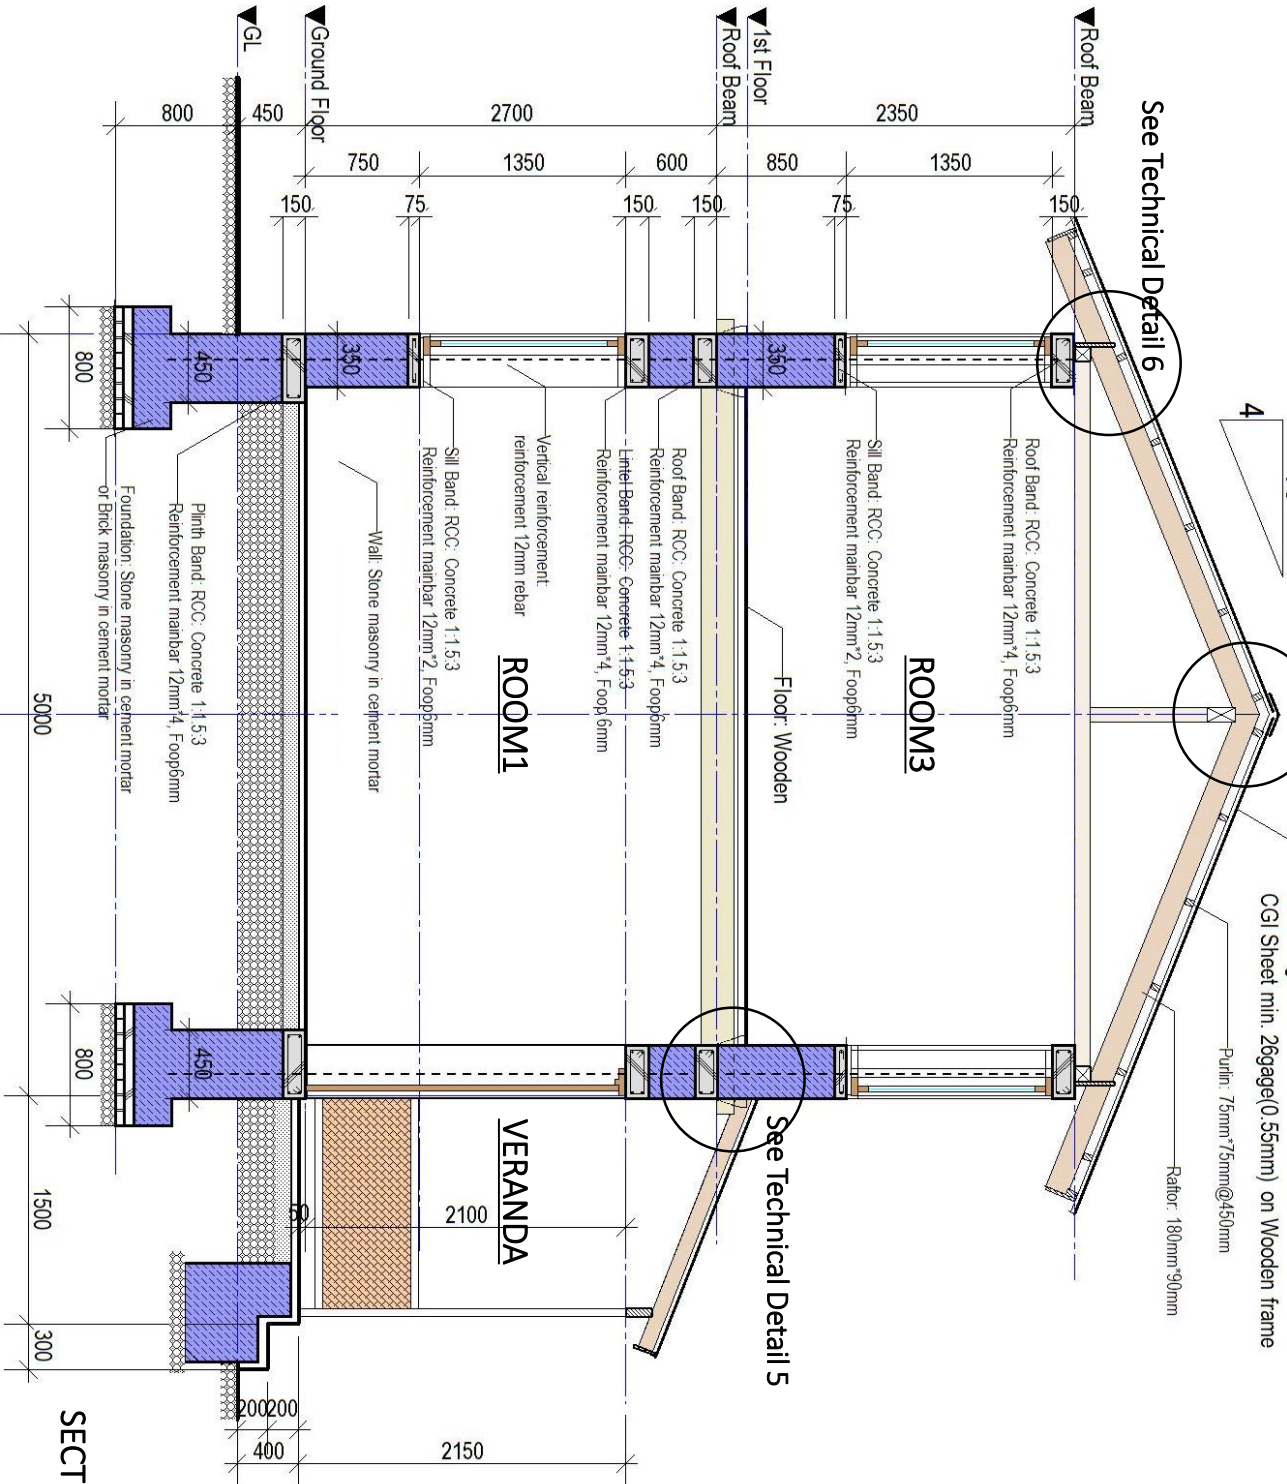 See Technical Detail 6
4
CGI Sheet min. 26gage(0.55mm) on Wooden frame
Purlin: 75mm*75mm@450mm
Raftor: 180mm*90mm
Roof Beam
1st Floor
Roof Beam
Ground Floor
GL
2350
2700
450
800
1350
850
600
1350
750
150
75
150
150
75
150
Roof Band: RCC: Concrete 1:1.5:3
Reinforcement mainbar 12mm*4, Foop6mm
ROOM3
Sill Band: RCC: Concrete 1:1.5:3
Reinforcement mainbar 12mm*2, Foop6mm
350
Floor: Wooden
See Technical Detail 5
Roof Band: RCC: Concrete 1:1.5:3
Reinforcement mainbar 12mm*4, Foop6mm
Lintel Band: RCC: Concrete 1:1.5:3
Reinforcement mainbar 12mm*4, Foop 6mm
Vertical reinforcement:
reinforcement 12mm rebar
ROOM1
VERANDA
Sill Band: RCC: Concrete 1:1.5:3
Reinforcement mainbar 12mm*2, Foop6mm
2100
350
Wall: Stone masonry in cement mortar
50
Plinth Band: RCC: Concrete 1:1.5:3
Reinforcement mainbar 12mm*4, Foop6mm
450
450
Foundation: Stone masonry in cement mortar
or Brick masonry in cement mortar
200
200
400
2150
800
800
5000
1500
300
SECT